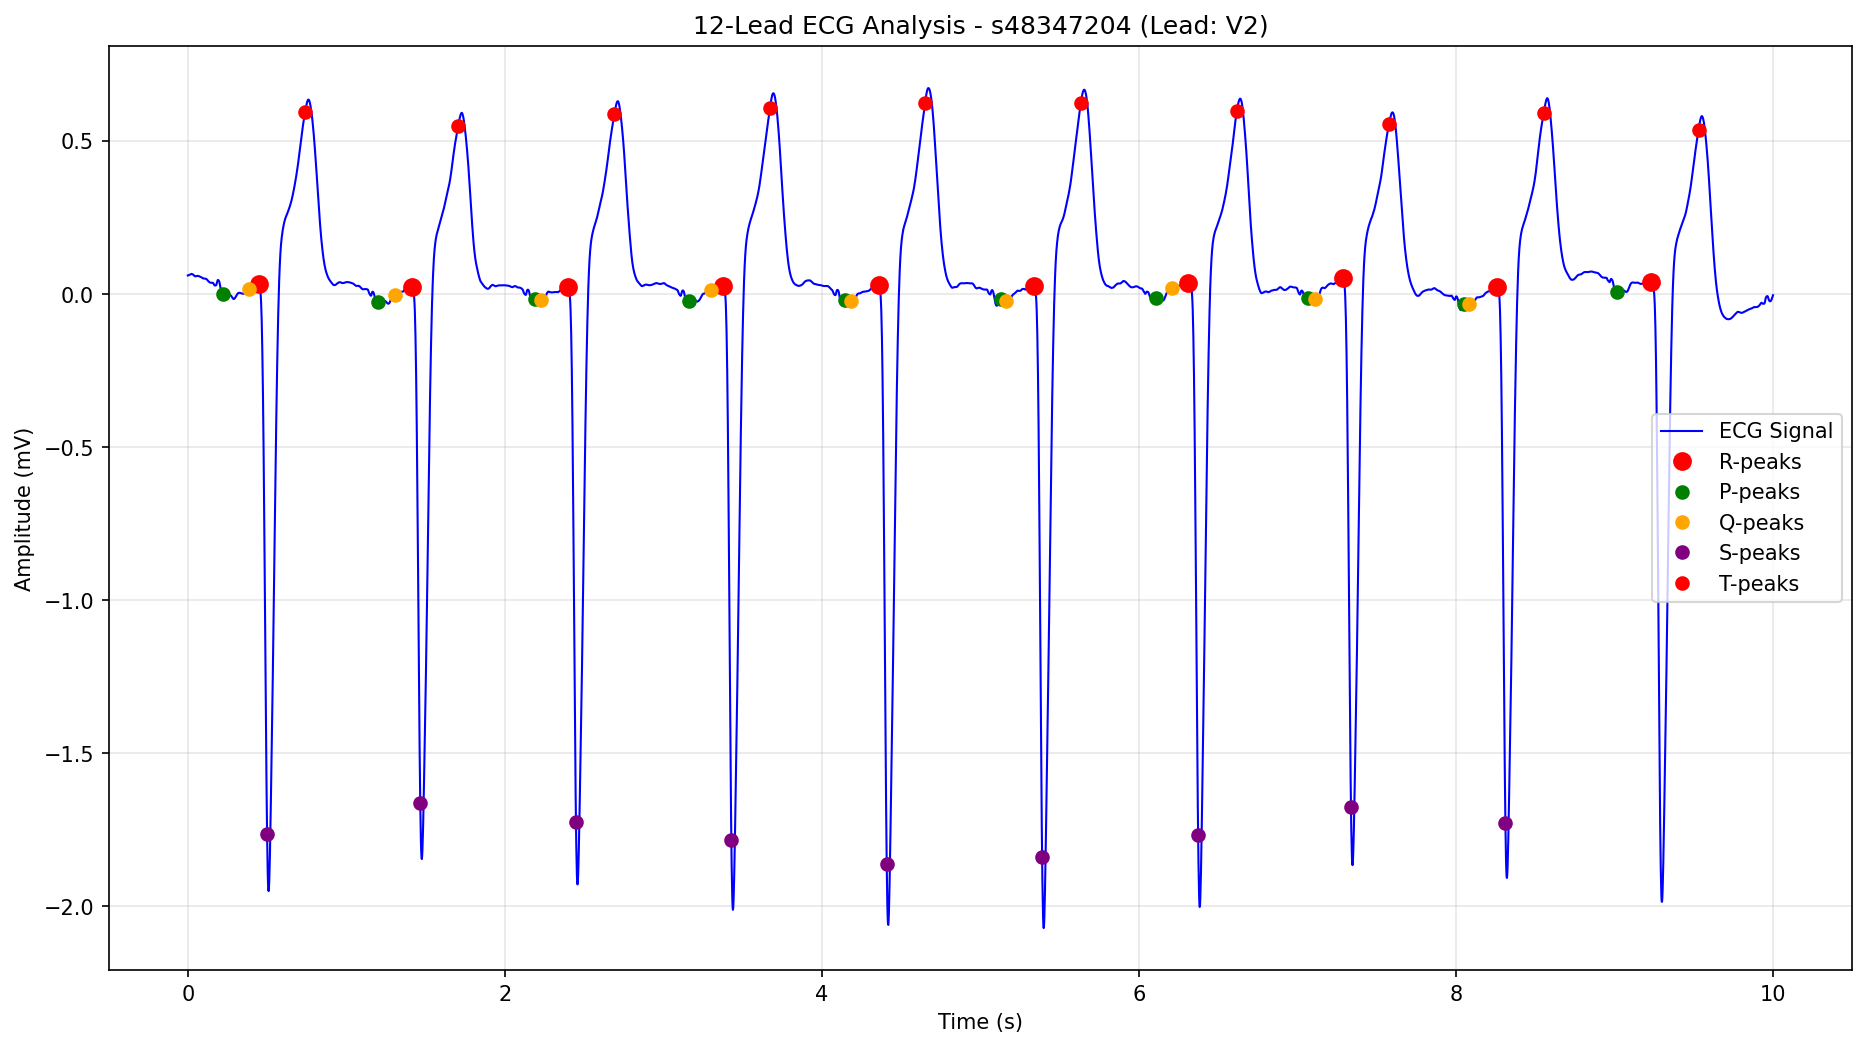 12-Lead ECG Analysis - s48347204 (Lead: V2)
0.5
0.0
−0.5
−1.0
−1.5
−2.0
Amplitude (mV)
ECG Signal
R-peaks
P-peaks
Q-peaks
S-peaks
T-peaks
0
2
4
6
8
10
Time (s)